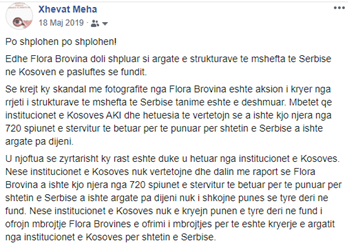 Xhevat Meha
18 Maj 2019
Po shplohen po shplohen!
Edhe Flora Brovina doli shpluar si argate e strukturave te mshefta te Serbise
ne Kosoven e pasluftes se fundit.
Se krejt ky skandal me fotografite nga Flora Brovina eshte aksion i kryer nga
rrjeti i strukturave te mshefta te Serbise tanime eshte e deshmuar. Mbetet qe
institucionet e Kosoves AKI dhe hetuesia te vertetojn se a ishte kjo njera nga
720 spiunet e stervitur te betuar per te punuar per shtetin e Serbise a ishte
argate pa dijeni.
U njoftua se zyrtarisht ky rast eshte duke u hetuar nga institucionet e Kosoves.
Nese institucionet e Kosoves nuk vertetojne dhe dalin me raport se Flora
Brovina a ishte kjo njera nga 720 spiunet e stervitur te betuar per te punuar per
shtetin e Serbise a ishte argate pa dijeni nuk i shkojne punes se tyre deri ne
fund. Nese institucionet e Kosoves nuk e kryejn punen e tyre deri ne fund i
ofrojn mbrojtje Flora Brovines e ofrimi i mbrojtjes per te eshte kryerje e argatit
nga institucionet e Kosoves per shtetin e Serbise.